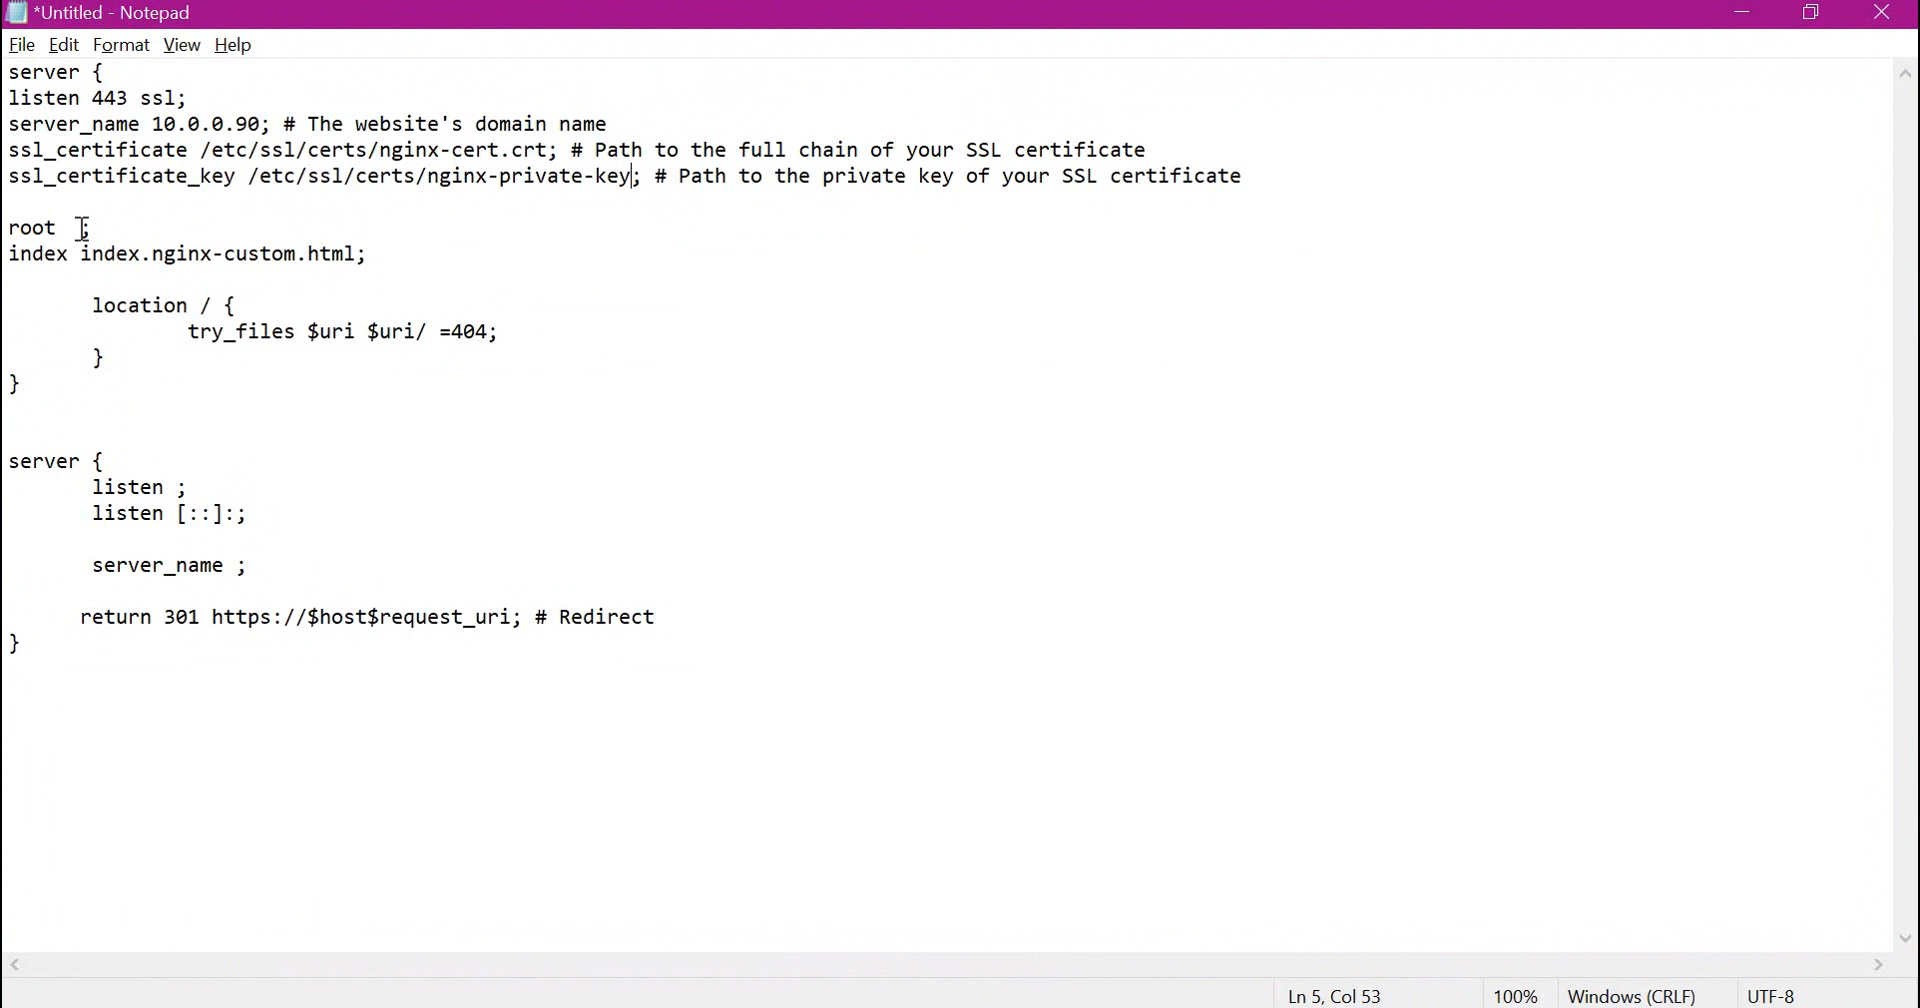 *Untitled - Notepad
File Edit Format View Help
server {
listen 443 ssl;
server_name 10.0.0.90; # The website's domain name
ssl_certificate /etc/ssl/certs/nginx-cert.crt; # Path to the full chain of your SSL certificate
ssl_certificate_key /etc/ssl/certs/nginx-private-key; # Path to the private key of your SSL certificate
root ;
index index.nginx-custom.html;
location / {
try_files $uri $uri/ =404;
}
}
server {
listen ;
listen [::]:;
server_name ;
return 301 https://$host$request_uri; # Redirect
}
Ln 5, Col 53 100% Windows (CRLF) UTF-8